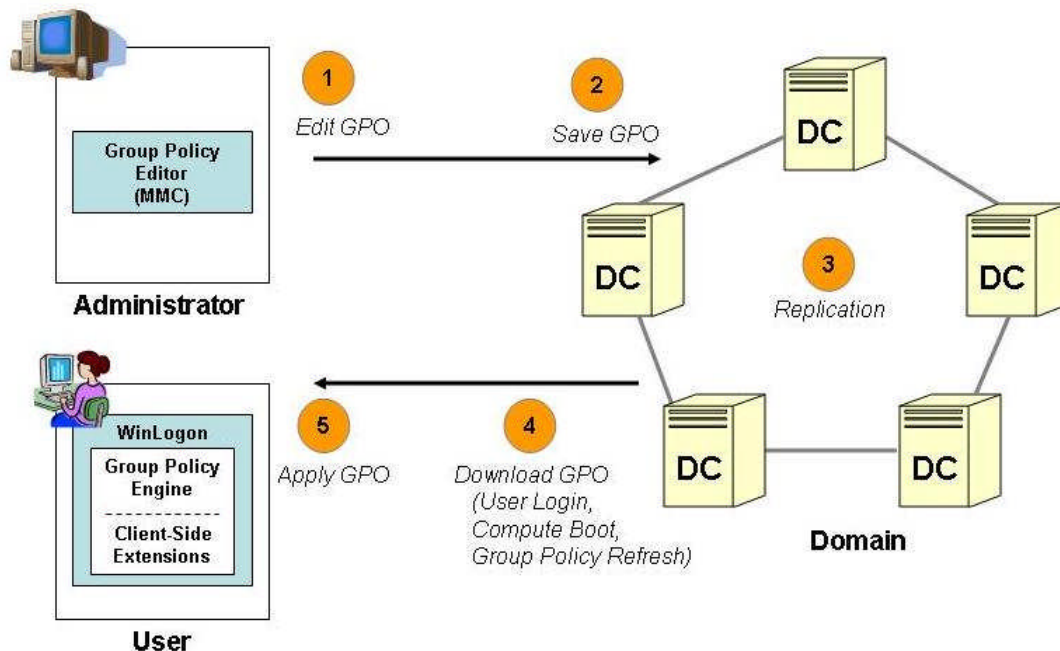 Group Policy
Editor
(MMC)
Administrator
1
Edit GPO
2
Save GPO
DC
DC
DC
3
Replication
DC
DC
Domain
4
Download GPO
(User Login,
Compute Boot,
Group Policy Refresh)
5
Apply GPO
WinLogon
Group Policy
Engine
Client-Side
Extensions
User